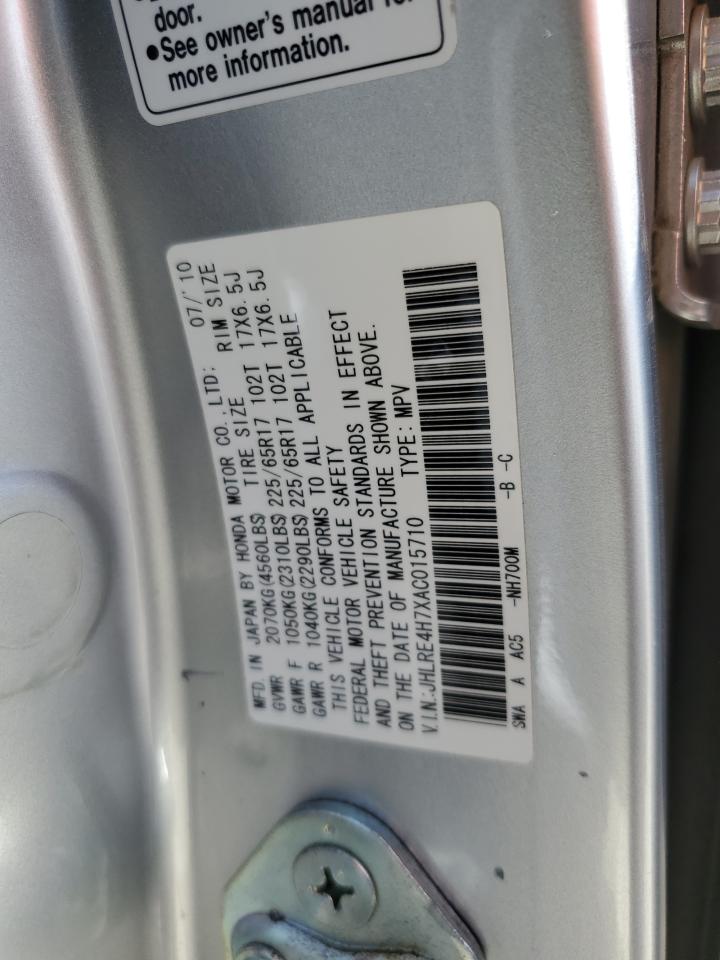 door.
●See owner's manual for
more information.
MFD. IN JAPAN BY HONDA MOTOR CO.,LTD: 07/'10
GVWR 2070KG(4560LBS) TIRE SIZE RIM SIZE
GAWR F 1050KG(2310LBS) 225/65R17 102T 17X6.5J
GAWR R 1040KG(2290LBS) 225/65R17 102T 17X6.5J
THIS VEHICLE CONFORMS TO ALL APPLICABLE
FEDERAL MOTOR VEHICLE SAFETY
AND THEFT PREVENTION STANDARDS IN EFFECT
ON THE DATE OF MANUFACTURE SHOWN ABOVE.
V.I.N.:JHLRE4H7XAC015710 TYPE: MPV
SWA A AC5 -NH700M -B -C